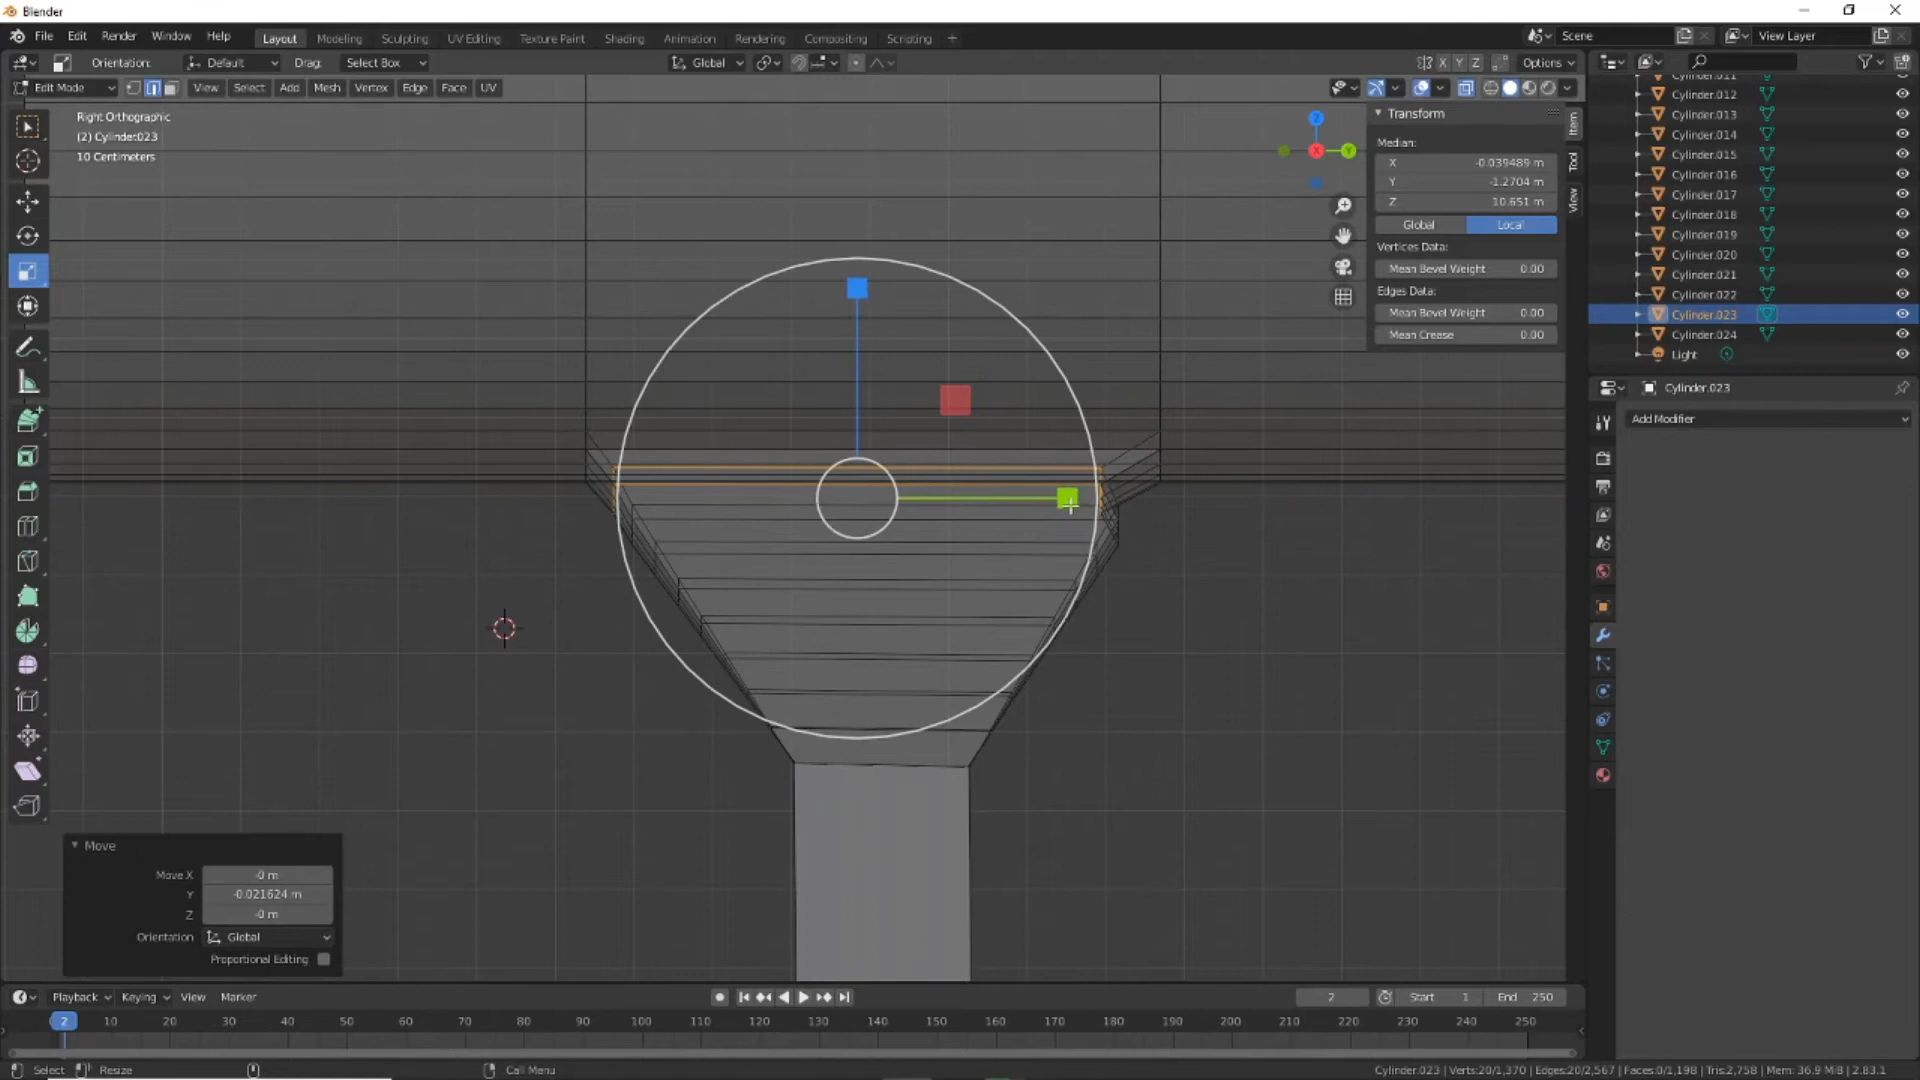 Blender
File Edit Render Window Help Layout Modeling Sculpting UV Editing Texture Paint Shading Animation Rendering Compositing Scripting + Scene View Layer
Orientation: Default Drag: Select Box Global X Y Z Options
Edit Mode View Select Add Mesh Vertex Edge Face UV
Right Orthographic
(2) Cylinder.023
10 Centimeters
Z
Y
X
Transform
Median:
X -0.039489 m
Y -1.2704 m
Z 10.651 m
Global Local
Vertices Data:
Mean Bevel Weight 0.00
Edges Data:
Mean Bevel Weight 0.00
Mean Crease 0.00
Item
Tool
View
Cylinder.011
Cylinder.012
Cylinder.013
Cylinder.014
Cylinder.015
Cylinder.016
Cylinder.017
Cylinder.018
Cylinder.019
Cylinder.020
Cylinder.021
Cylinder.022
Cylinder.023
Cylinder.024
Light
Cylinder.023
Add Modifier
Move
Move X -0 m
Y -0.021624 m
Z -0 m
Orientation Global
Proportional Editing
Playback Keying View Marker 2 Start 1 End 250
2 10 20 30 40 50 60 70 80 90 100 110 120 130 140 150 160 170 180 190 200 210 220 230 240 250
Select Resize Call Menu Cylinder.023 | Verts:20/1,370 | Edges:20/2,567 | Faces:0/1,198 | Tris:2,758 | Mem: 36.9 MiB | 2.83.1